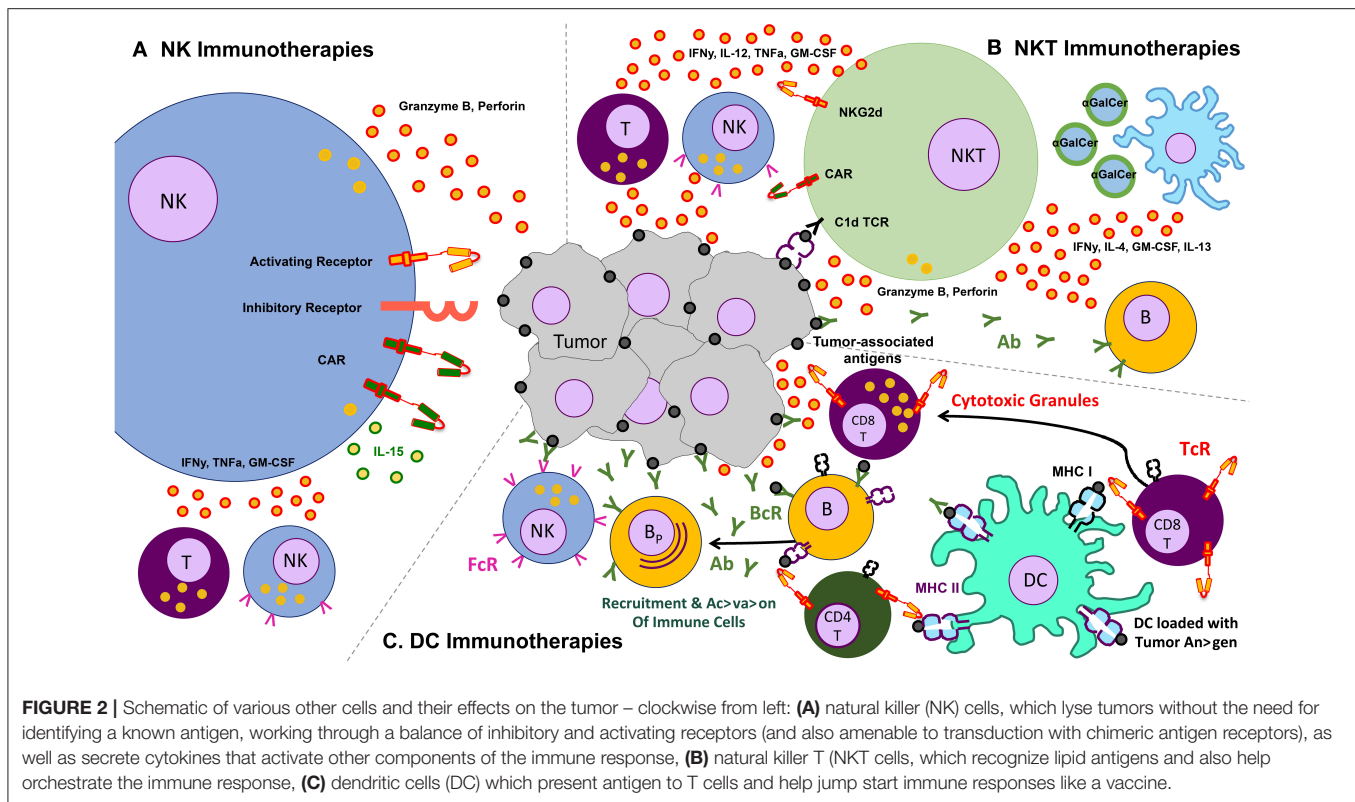 A NK Immunotherapies
Granzyme B, Perforin
NK
Activating Receptor
Inhibitory Receptor
CAR
IL-15
IFNy, TNFa, GM-CSF
T
NK
IFNy, IL-12, TNFa, GM-CSF
B NKT Immunotherapies
T
NK
NKG2d
NKT
CAR
C1d TCR
αGalCer
αGalCer
αGalCer
IFNy, IL-4, GM-CSF, IL-13
Granzyme B, Perforin
Ab
B
Tumor
Tumor-associated
antigens
CD8
T
Cytotoxic Granules
TcR
MHC I
CD8
T
B
BcR
NK
FcR
BP
Ab
Recruitment & Ac>va>on
Of Immune Cells
CD4
T
MHC II
DC
DC loaded with
Tumor An>gen
C. DC Immunotherapies
FIGURE 2 | Schematic of various other cells and their effects on the tumor – clockwise from left: (A) natural killer (NK) cells, which lyse tumors without the need for
identifying a known antigen, working through a balance of inhibitory and activating receptors (and also amenable to transduction with chimeric antigen receptors), as
well as secrete cytokines that activate other components of the immune response, (B) natural killer T (NKT cells, which recognize lipid antigens and also help
orchestrate the immune response, (C) dendritic cells (DC) which present antigen to T cells and help jump start immune responses like a vaccine.